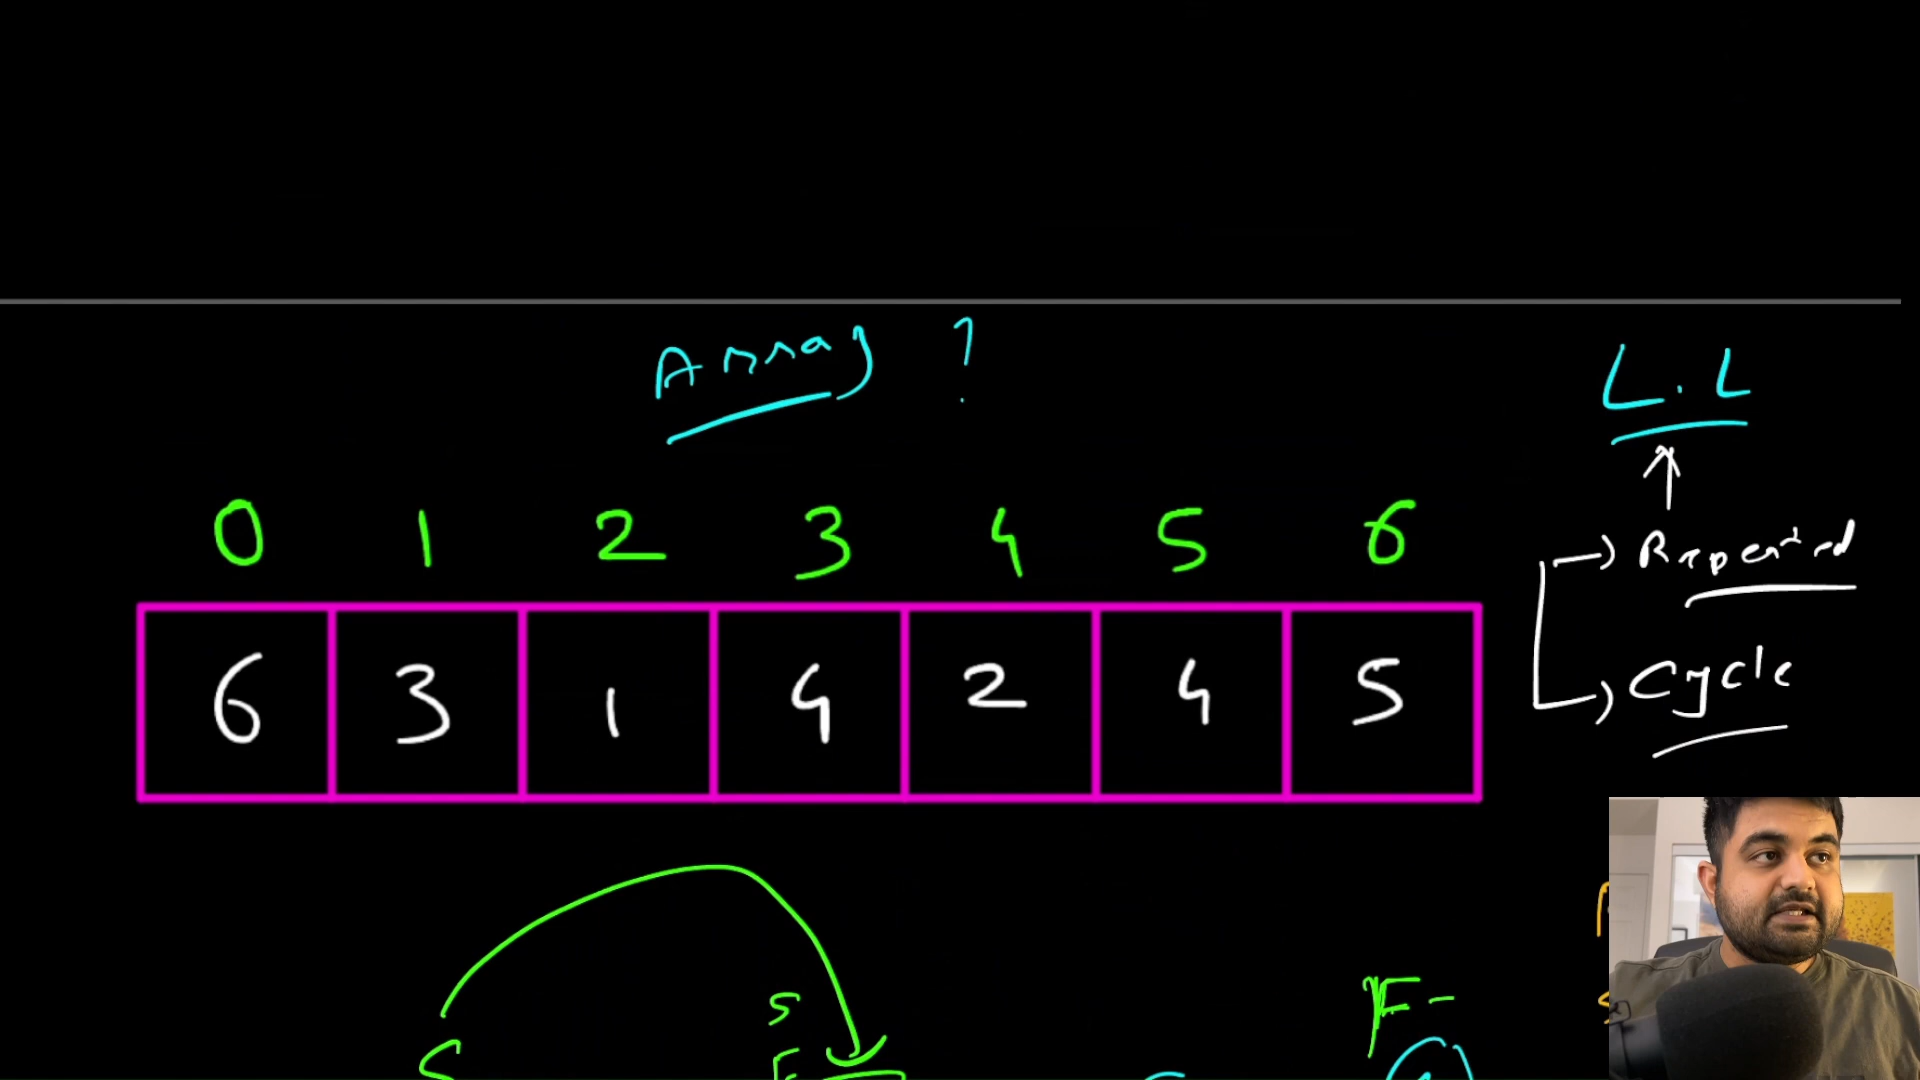 Array ?
L.L
0 1 2 3 4 5 6
Repeated
6 3 1 4 2 4 5
Cycle
S
F -
S
F